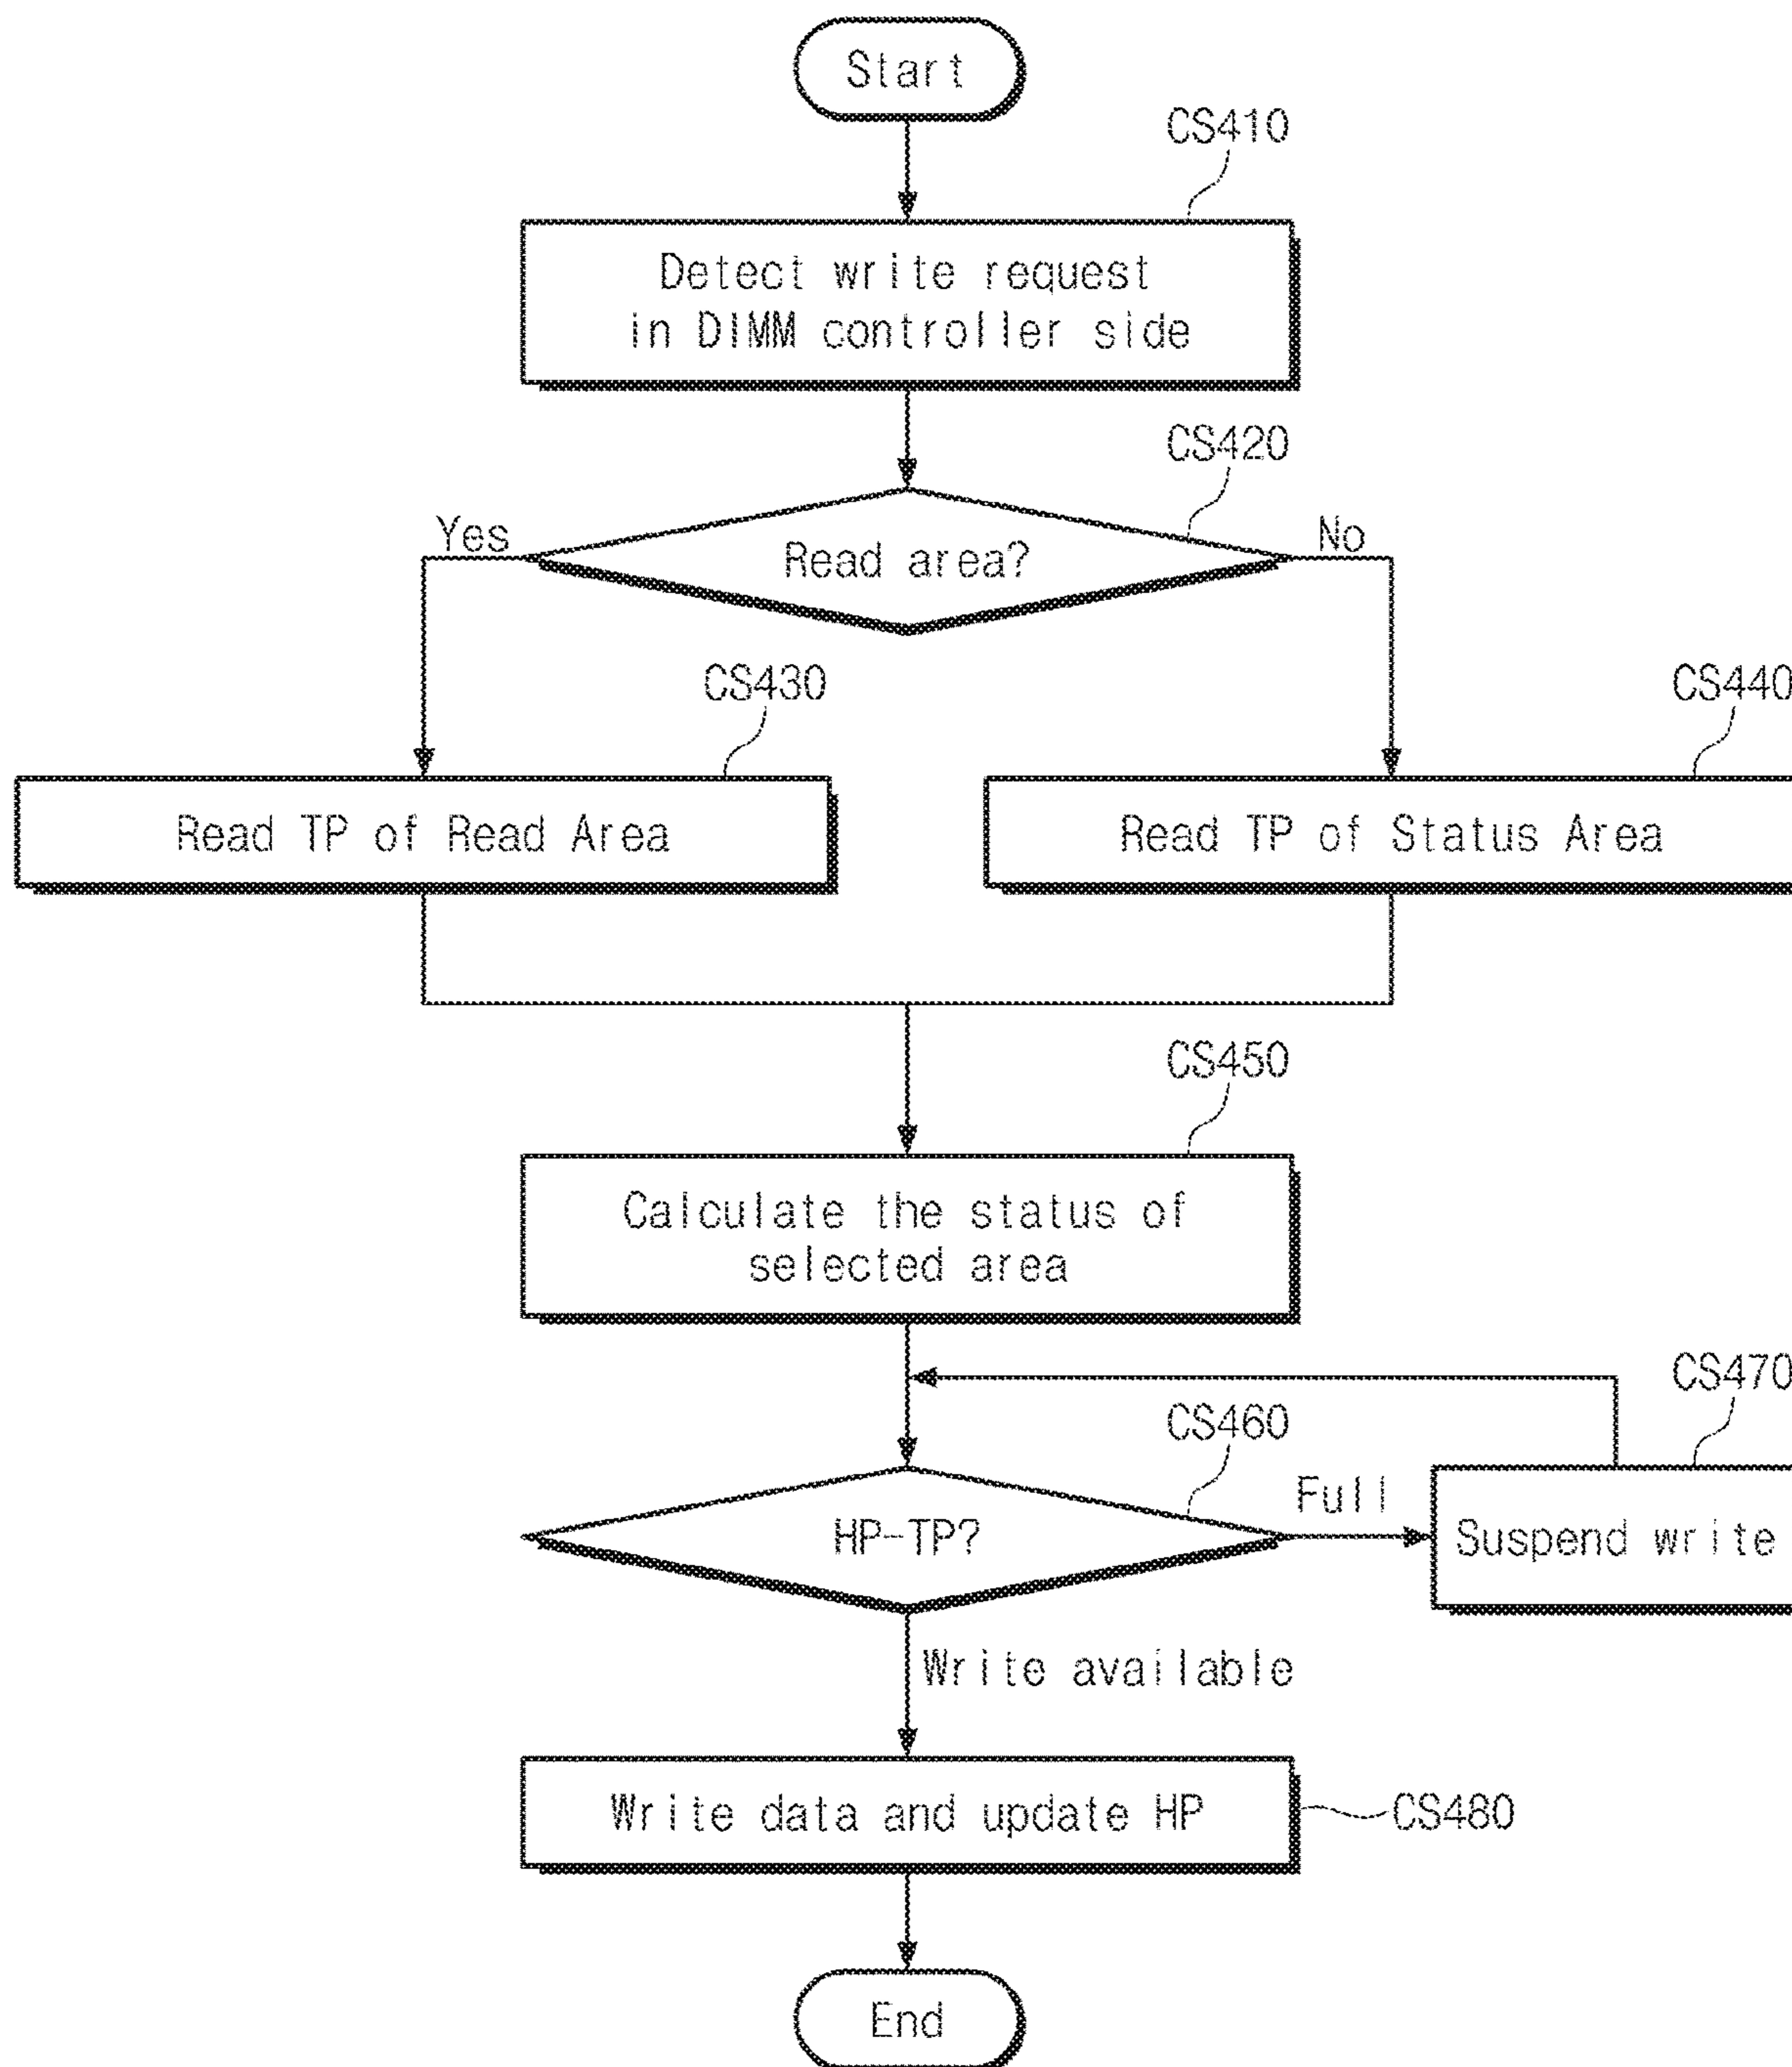 Start
CS410
Detect write request
in DIMM controller side
CS420
Yes
No
Read area?
CS430
CS440
Read TP of Read Area
Read TP of Status Area
CS450
Calculate the status of
selected area
CS470
CS460
Full
HP-TP?
Suspend write
Write available
Write data and update HP
CS480
End